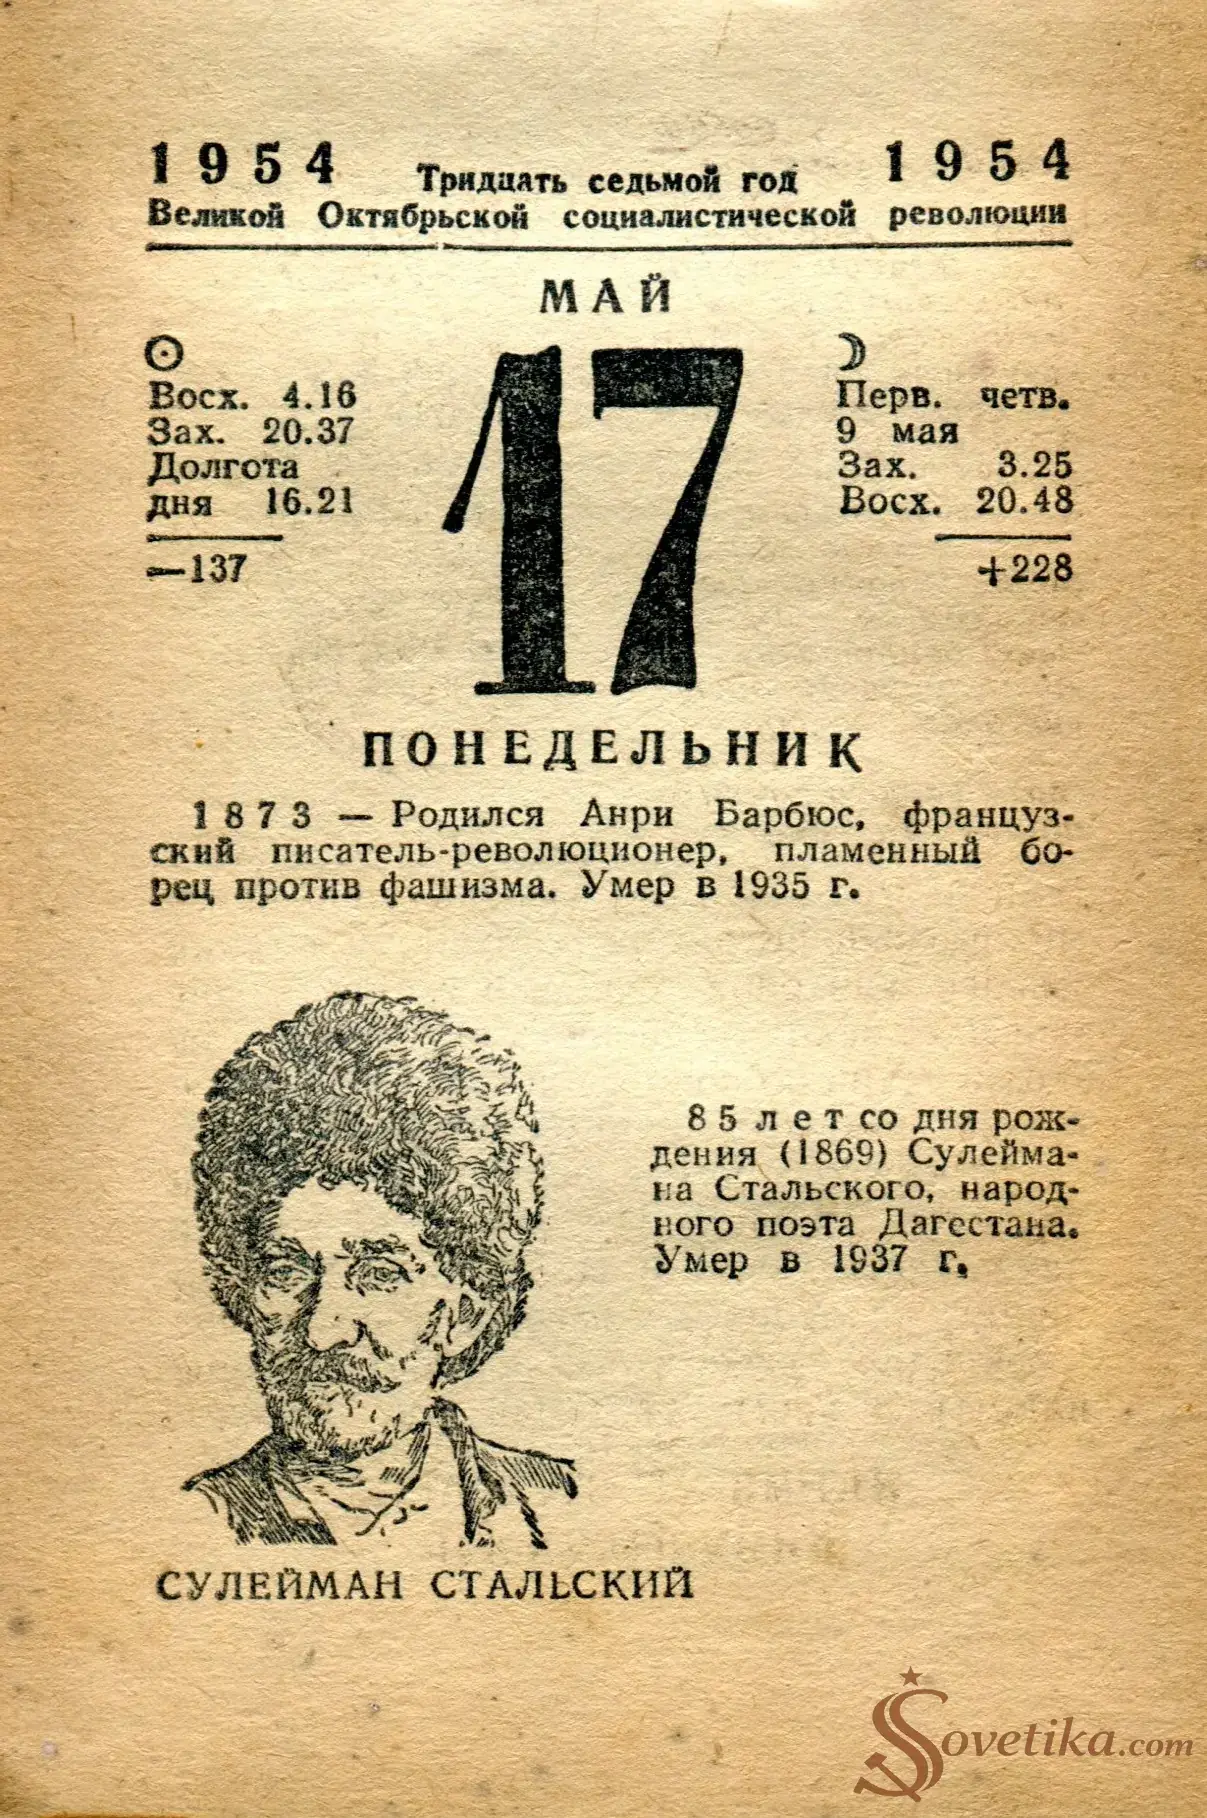 1954 Тридцать седьмой год 1954
Великой Октябрьской социалистической революции
МАЙ
Восх. 4.16
Зах. 20.37
Долгота
дня 16.21
—137
17
Перв. четв.
9 мая
Зах. 3.25
Восх. 20.48
+228
ПОНЕДЕЛЬНИК
1873 — Родился Анри Барбюс, француз-
ский писатель-революционер, пламенный бо-
рец против фашизма. Умер в 1935 г.
85 лет со дня рож-
дения (1869) Сулейма-
на Стальского, народ-
ного поэта Дагестана.
Умер в 1937 г.
СУЛЕЙМАН СТАЛЬСКИЙ
Sovetika.com